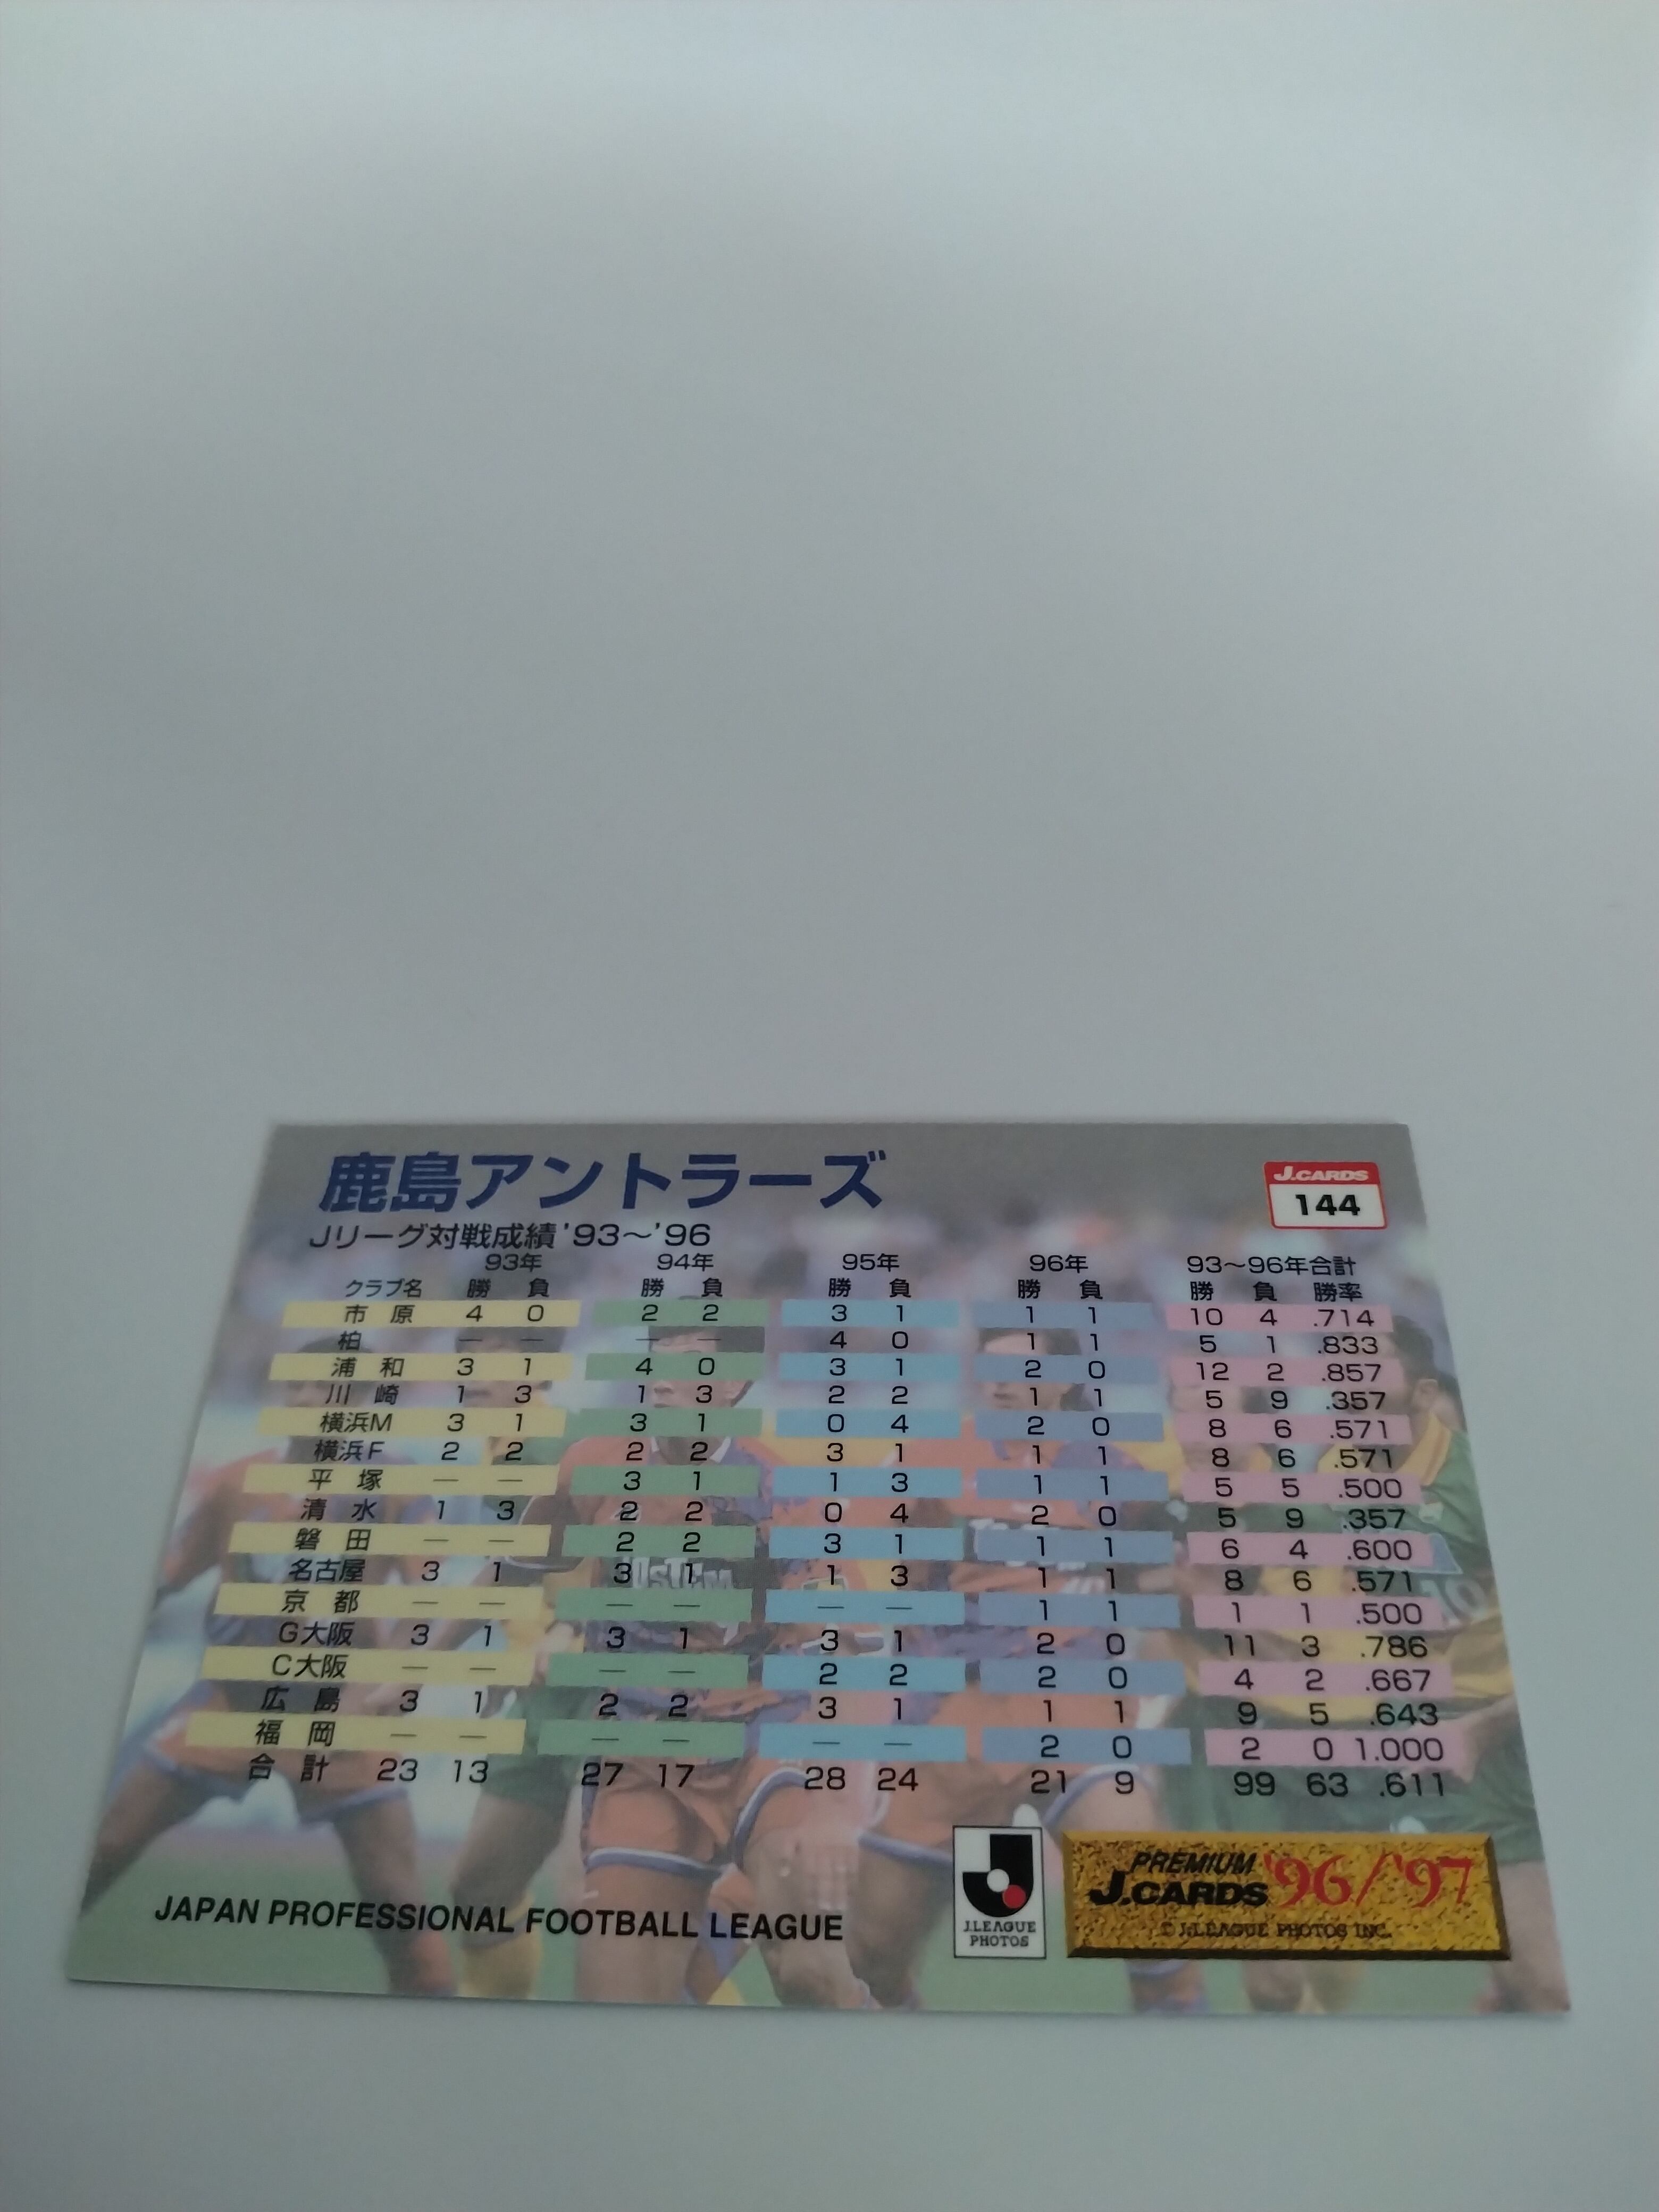 鹿島アントラーズ
J.CARDS
144
Jリーグ対戦成績'93～'96
93年 94年 95年 96年 93～96年合計
クラブ名 勝 負 勝 負 勝 負 勝 負 勝 負 勝率
市原 4 0 2 2 3 1 1 1 10 4 .714
柏 — — — — 4 0 1 1 5 1 .833
浦和 3 1 4 0 3 1 2 0 12 2 .857
川崎 1 3 1 3 2 2 1 1 5 9 .357
横浜M 3 1 3 1 0 4 2 0 8 6 .571
横浜F 2 2 2 2 3 1 1 1 8 6 .571
平塚 — — 3 1 1 3 1 1 5 5 .500
清水 1 3 2 2 0 4 2 0 5 9 .357
磐田 — — 2 2 3 1 1 1 6 4 .600
名古屋 3 1 3 1 1 3 1 1 8 6 .571
京都 — — — — — — 1 1 1 1 .500
G大阪 3 1 3 1 3 1 2 0 11 3 .786
C大阪 — — — — 2 2 2 0 4 2 .667
広島 3 1 2 2 3 1 1 1 9 5 .643
福岡 — — — — — — 2 0 2 0 1.000
合計 23 13 27 17 28 24 21 9 99 63 .611
JAPAN PROFESSIONAL FOOTBALL LEAGUE
J.LEAGUE
PHOTOS
PREMIUM
J.CARDS '96/'97
© J.LEAGUE PHOTOS INC.